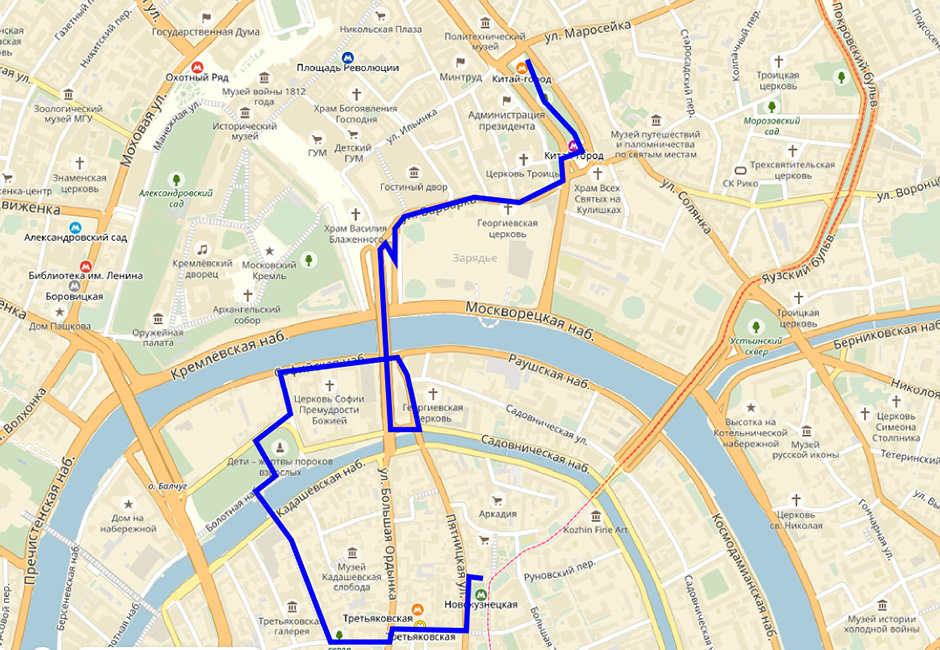 ул. Маросейка
Газетный пер.
Никитский пер.
Государственная Дума
Никольская Плаза
Политехнический
музей
Покровский бульв.
Колпачный пер.
Старосадский пер.
Охотный Ряд
Площадь Революции
Минтруд
Китай-город
Троицкая
церковь
Зоологический
музей МГУ
Музей войны 1812
года
Храм Богоявления
Господня
Администрация
президента
Моховая ул.
Манежная ул.
Исторический
музей
ул. Ильинка
Морозовский
сад
Музей путешествий
и паломничества
по святым местам
ГУМ
Детский
ГУМ
Китай-город
Трехсвятительская
церковь
Знаменская
церковь
Гостиный двор
Церковь Троицы
СК Рико
Александровский
сад
Храм Всех
Святых на
Кулишках
ул. Солянка
ул. Варварка
Георгиевская
церковь
Храм Василия
Блаженного
Александровский сад
Кремлёвский
дворец
Московский
Кремль
Зарядье
Яузский бульв.
Библиотека им. Ленина
Боровицкая
Архангельский
собор
Троицкая
церковь
Дом Пашкова
Оружейная
палата
Москворецкая наб.
Устьинский
сквер
Берниковская наб.
Кремлёвская наб.
Софийская наб.
Раушская наб.
ул. Волхонка
Церковь Софии
Премудрости
Божией
Георгиевская
церковь
Садовническая ул.
Высотка на
Котельнической
набережной
Музей
русской иконы
Церковь
Симеона
Столпника
Дети – жертвы пороков
взрослых
Садовническая наб.
Тетеринский
Пречистенская наб.
о. Балчуг
Кадашёвская наб.
Болотная наб.
ул. Большая Ордынка
Дом на
набережной
Аркадия
Kozhin Fine Art
Церковь
св. Николая
Гончарная ул.
Космодамианская наб.
Пятницкая ул.
Музей
Кадашевская
слобода
Руновский пер.
Берсеневская наб.
Новокузнецкая
Третьяковская
галерея
Третьяковская
Третьяковская
сквер
Музей истории
холодной войны